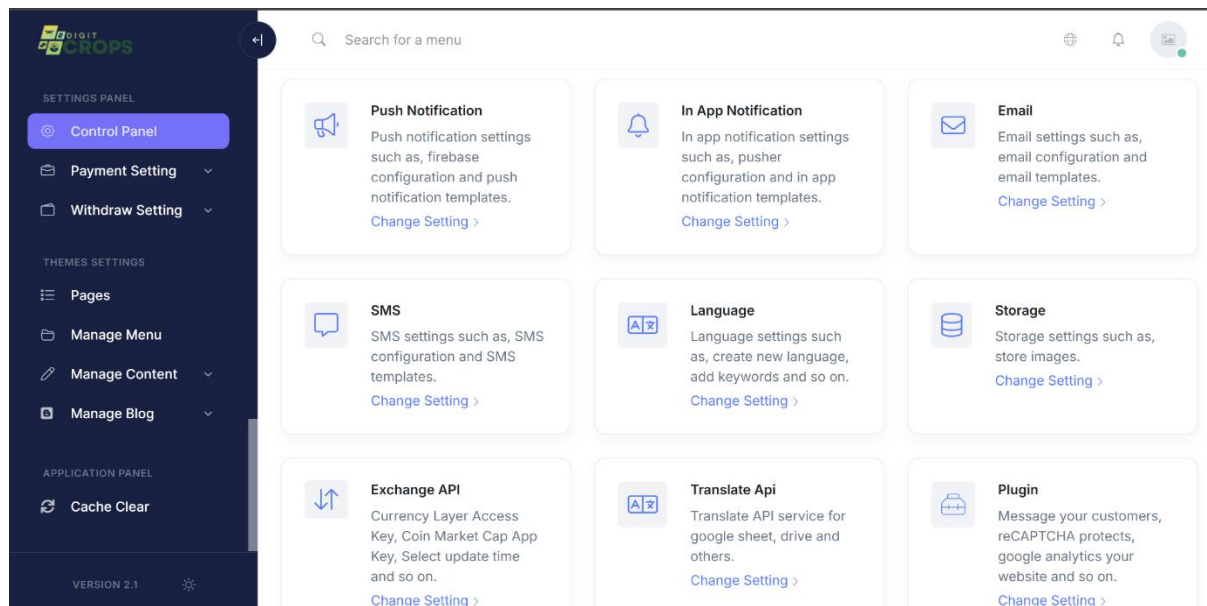 DIGIT
CROPS
Search for a menu
SETTINGS PANEL
Control Panel
Payment Setting
Withdraw Setting
THEMES SETTINGS
Pages
Manage Menu
Manage Content
Manage Blog
APPLICATION PANEL
Cache Clear
VERSION 2.1
Push Notification
Push notification settings
such as, firebase
configuration and push
notification templates.
Change Setting >
In App Notification
In app notification settings
such as, pusher
configuration and in app
notification templates.
Change Setting >
Email
Email settings such as,
email configuration and
email templates.
Change Setting >
SMS
SMS settings such as, SMS
configuration and SMS
templates.
Change Setting >
Language
Language settings such
as, create new language,
add keywords and so on.
Change Setting >
Storage
Storage settings such as,
store images.
Change Setting >
Exchange API
Currency Layer Access
Key, Coin Market Cap App
Key, Select update time
and so on.
Change Setting >
Translate Api
Translate API service for
google sheet, drive and
others.
Change Setting >
Plugin
Message your customers,
reCAPTCHA protects,
google analytics your
website and so on.
Change Setting >